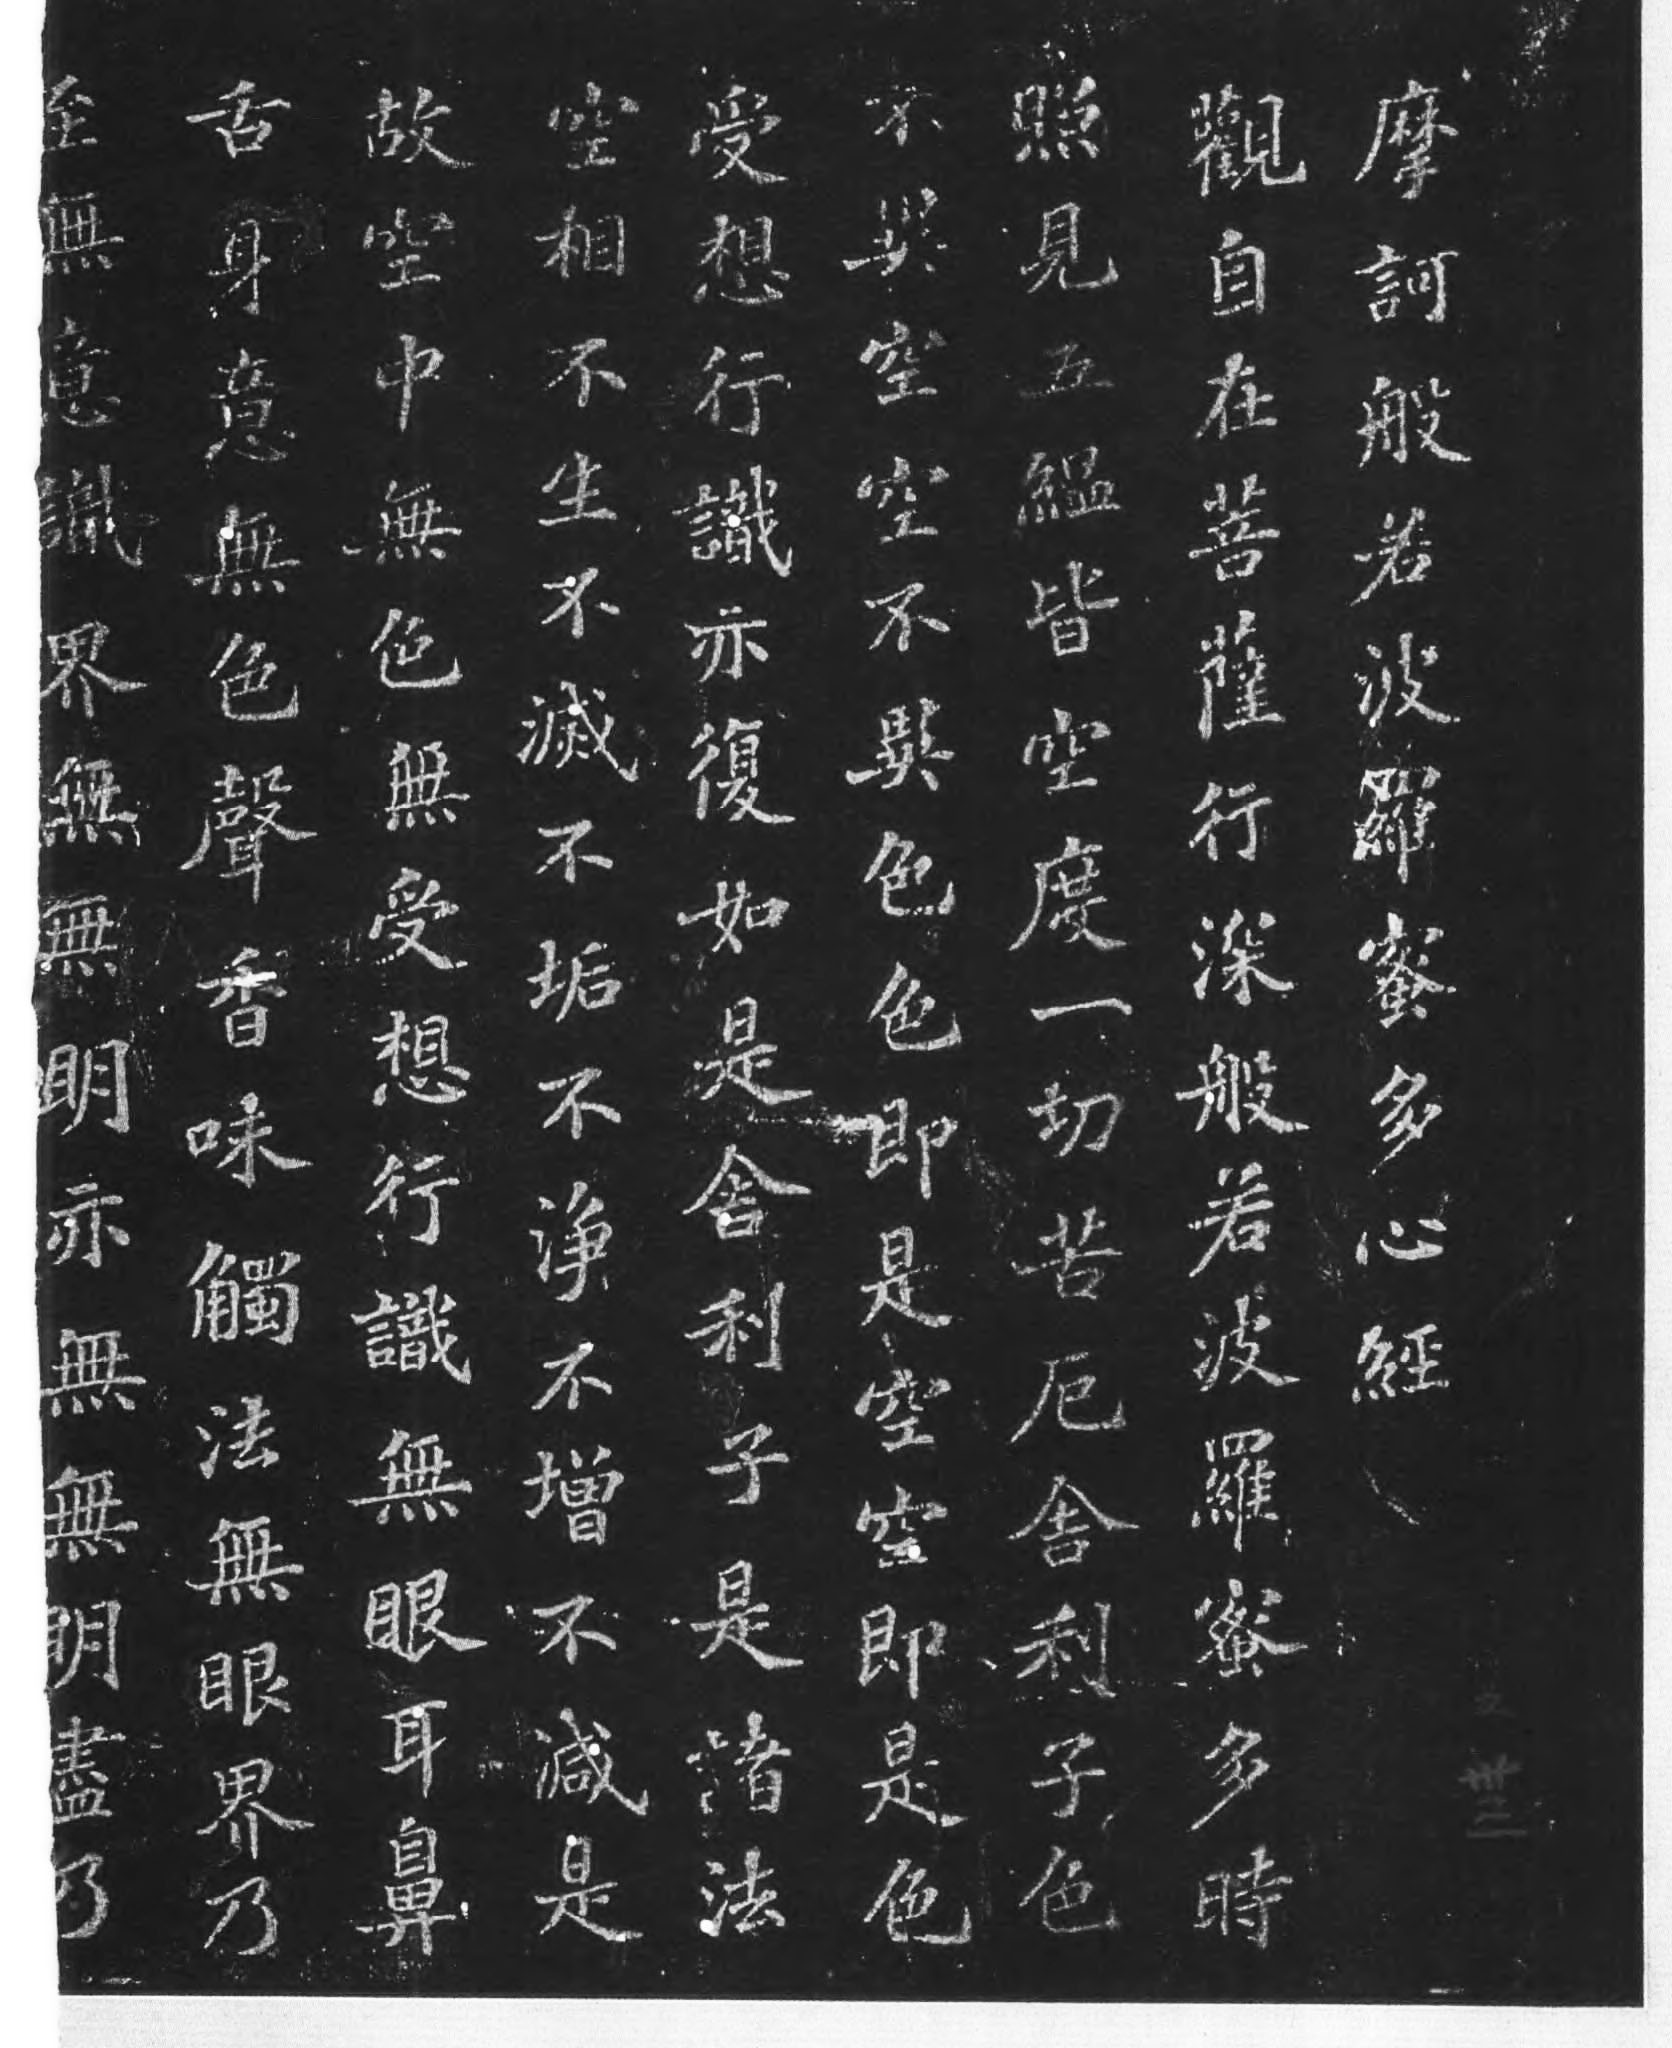 摩訶般若波羅蜜多心經
觀自在菩薩行深般若波羅蜜多時
照見五蘊皆空度一切苦厄舍利子色
不異空空不異色色即是空空即是色
受想行識亦復如是舍利子是諸法
空相不生不滅不垢不淨不增不減是
故空中無色無受想行識無眼耳鼻
舌身意無色聲香味觸法無眼界乃
至無意識界無無明亦無無明盡乃